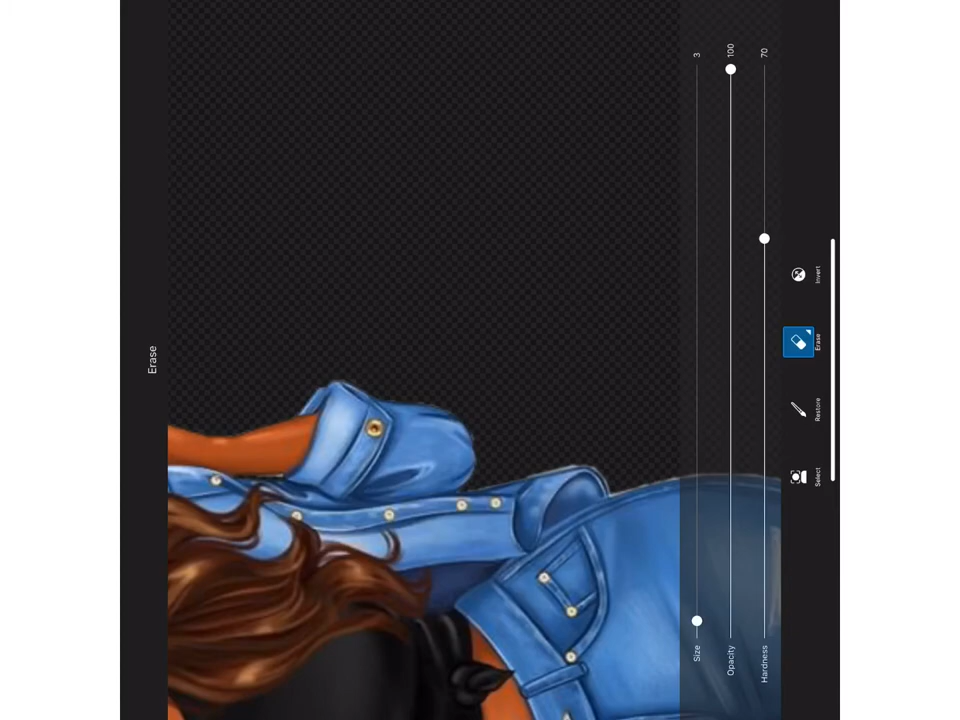 Erase
Size 3
Opacity 100
Hardness 70
Select
Restore
Erase
Invert